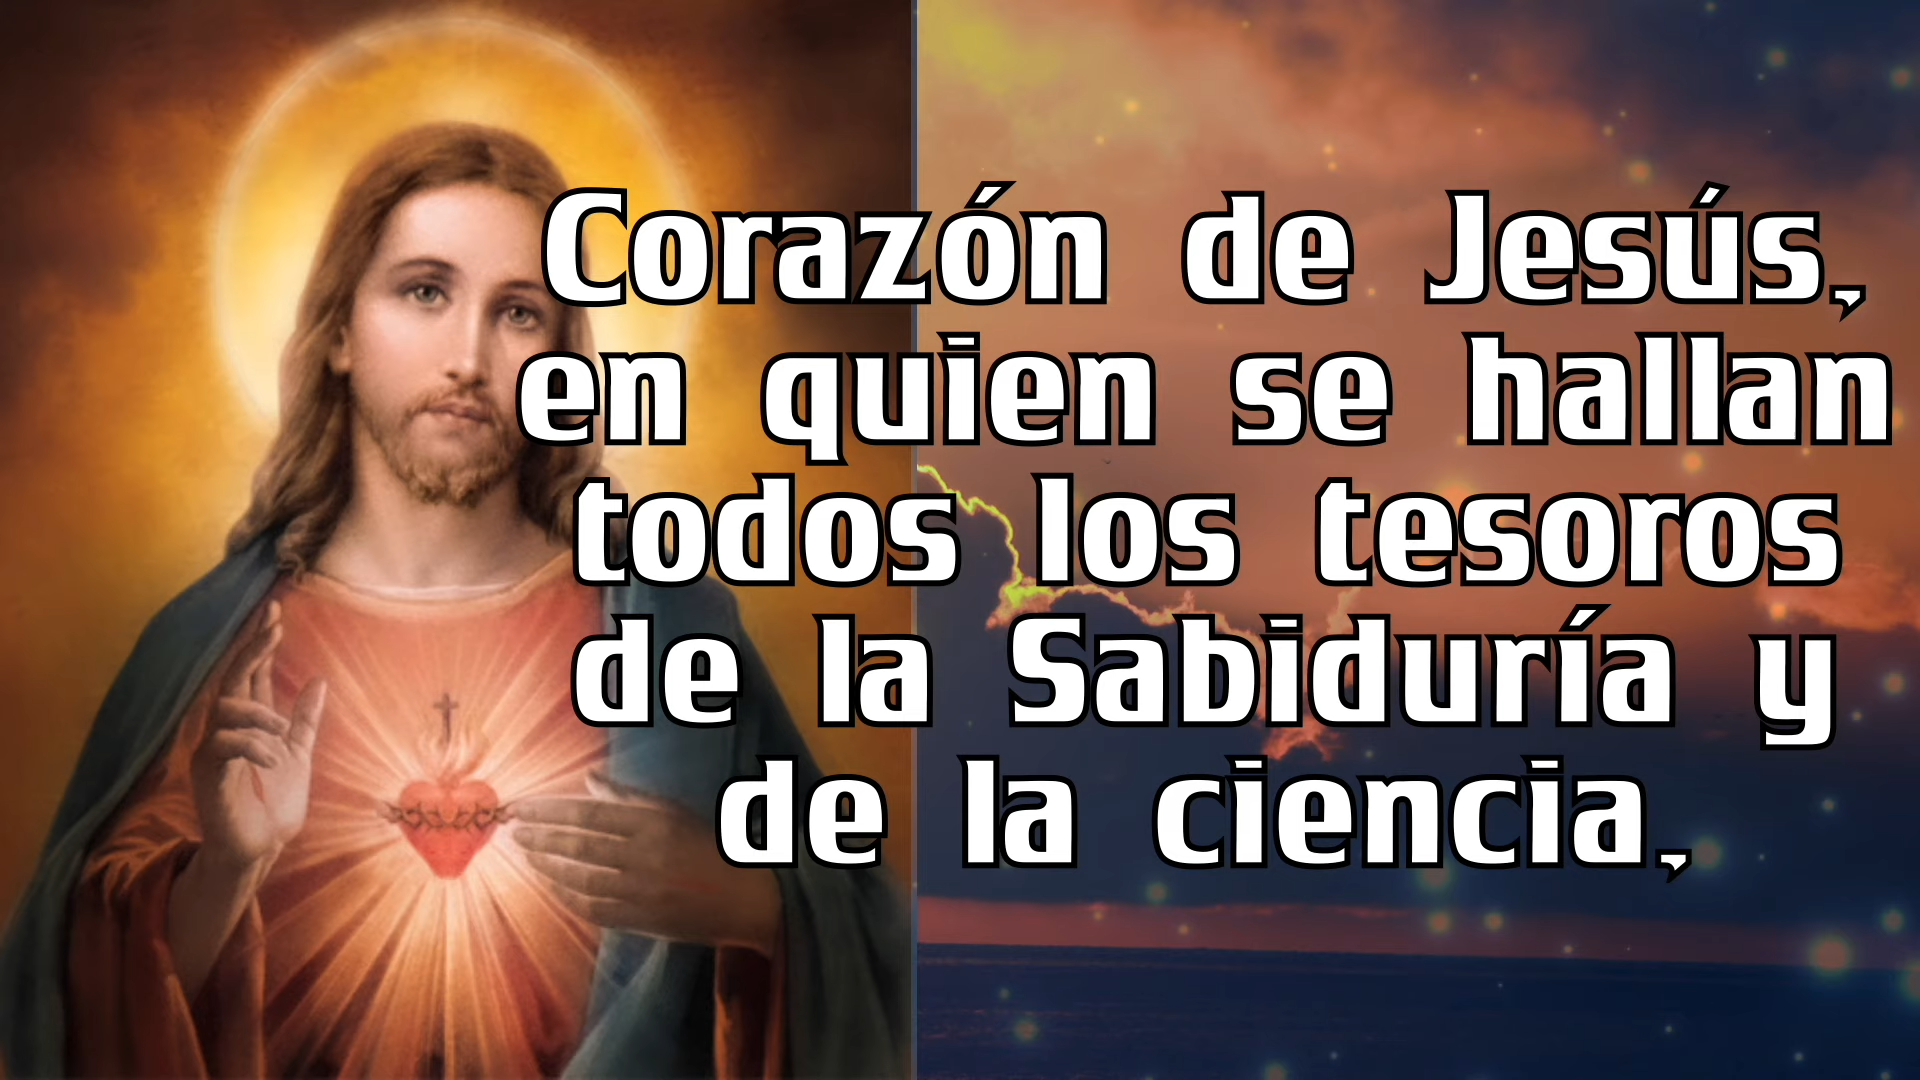 Corazón de Jesús,
en quien se hallan
todos los tesoros
de la Sabiduría y
de la ciencia,